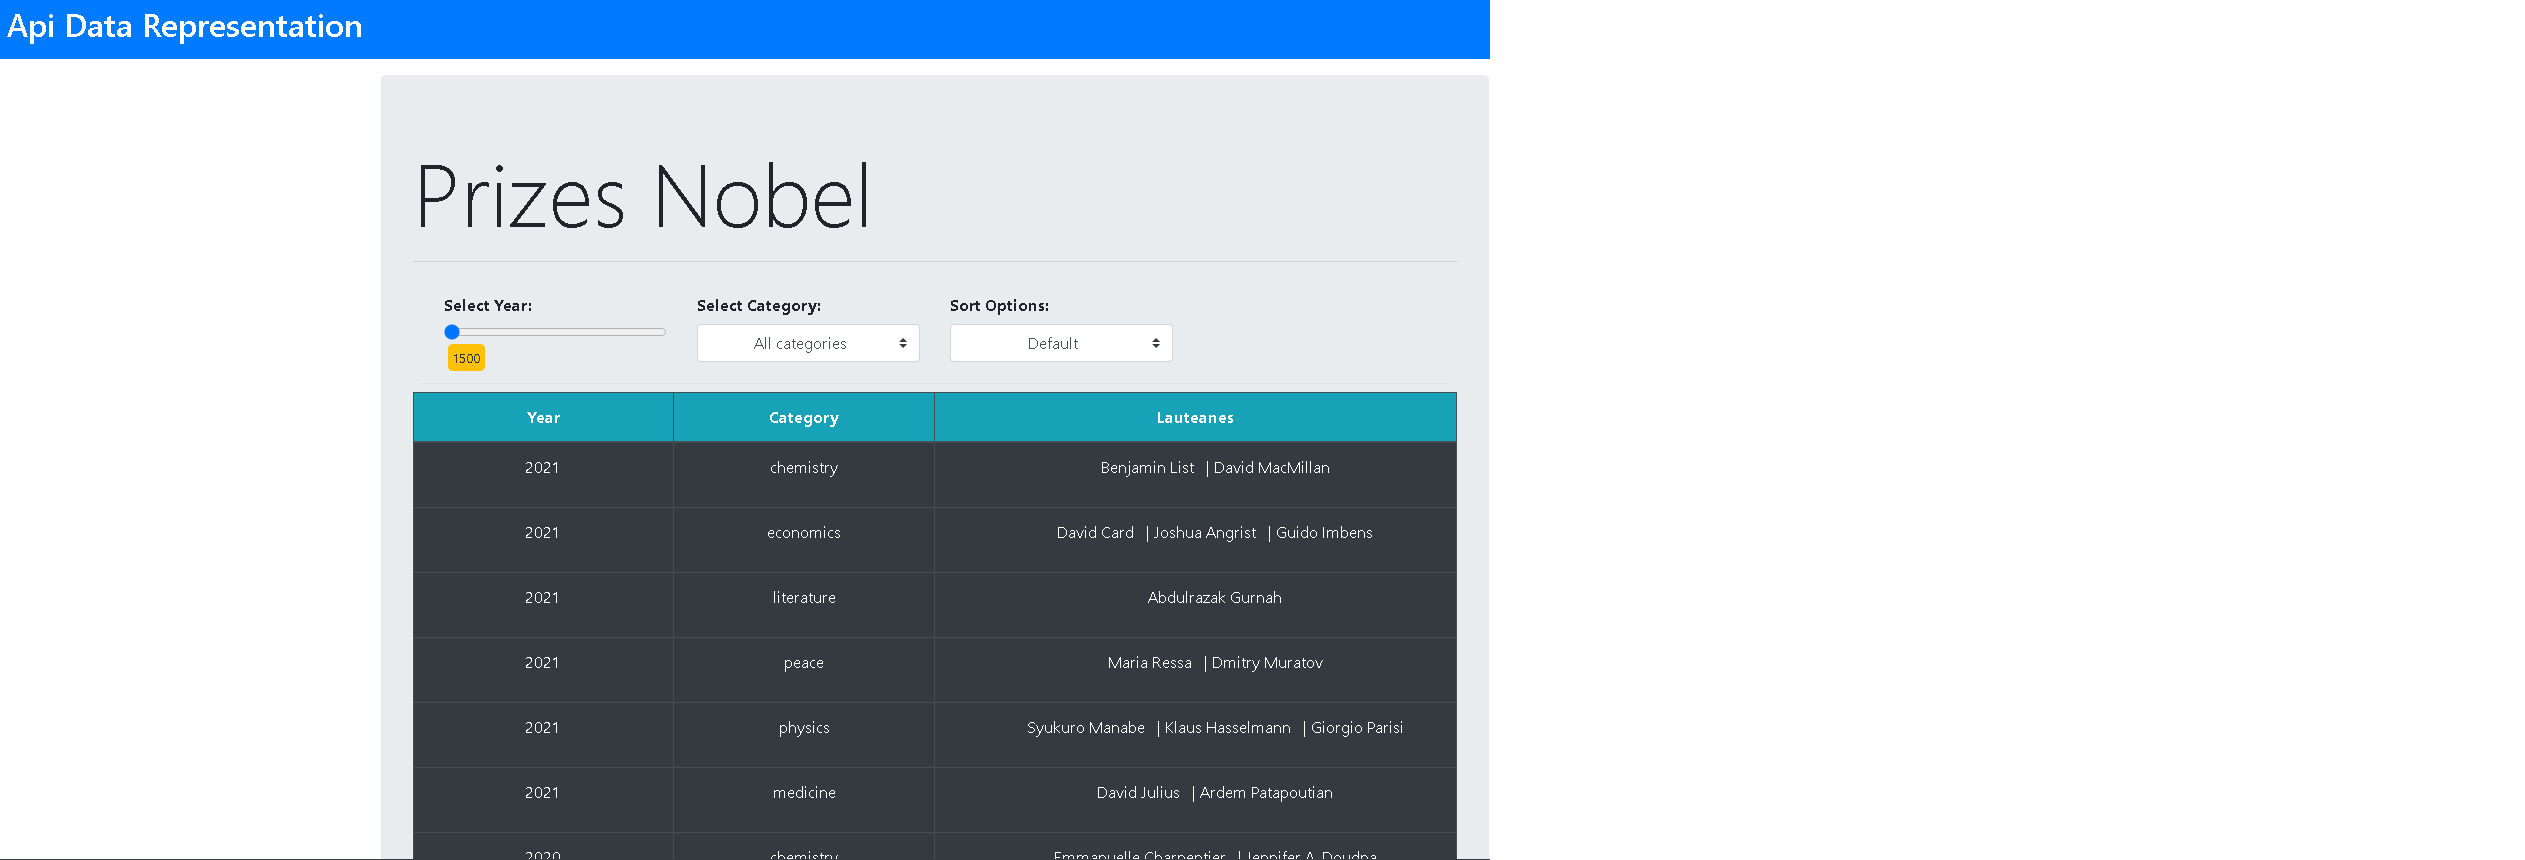 Api Data Representation
Prizes Nobel
Select Year: Select Category: Sort Options:
All categories Default
1500
Year Category Lauteanes
2021 chemistry Benjamin List | David MacMillan
2021 economics David Card | Joshua Angrist | Guido Imbens
2021 literature Abdulrazak Gurnah
2021 peace Maria Ressa | Dmitry Muratov
2021 physics Syukuro Manabe | Klaus Hasselmann | Giorgio Parisi
2021 medicine David Julius | Ardem Patapoutian
2020 chemistry Emmanuelle Charpentier | Jennifer A. Doudna